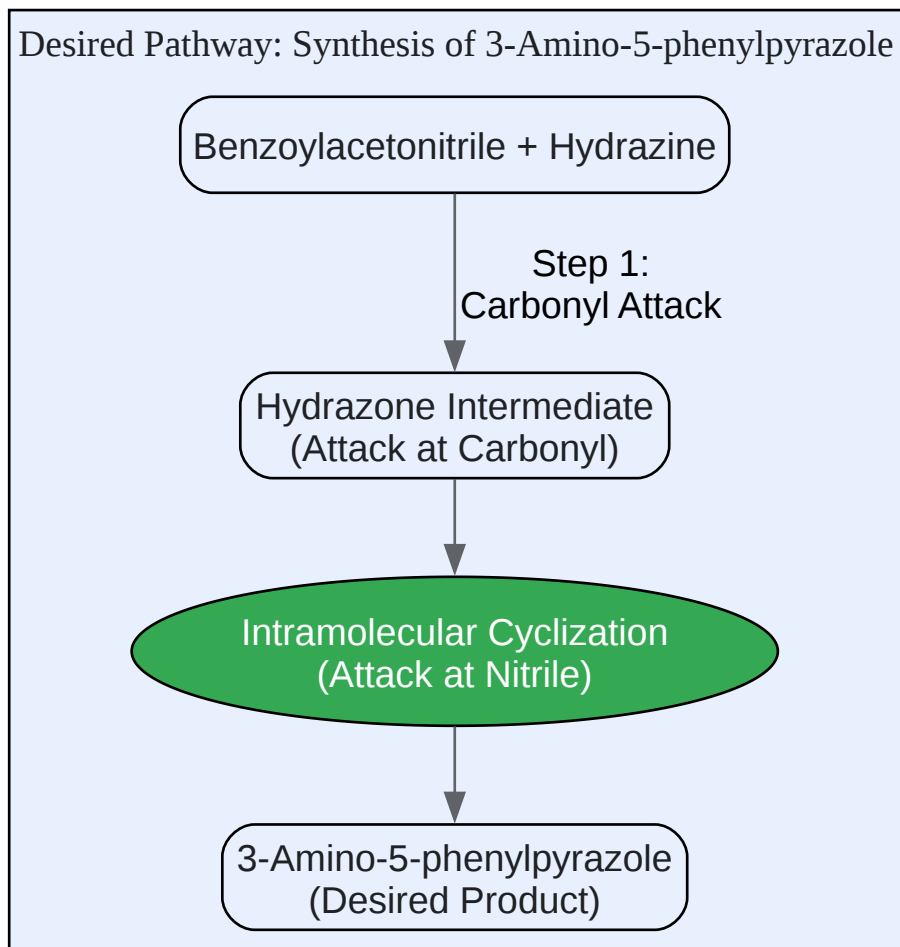 Desired Pathway: Synthesis of 3-Amino-5-phenylpyrazole
Benzoylacetonitrile + Hydrazine
Step 1:
Carbonyl Attack
Hydrazone Intermediate
(Attack at Carbonyl)
Intramolecular Cyclization
(Attack at Nitrile)
3-Amino-5-phenylpyrazole
(Desired Product)